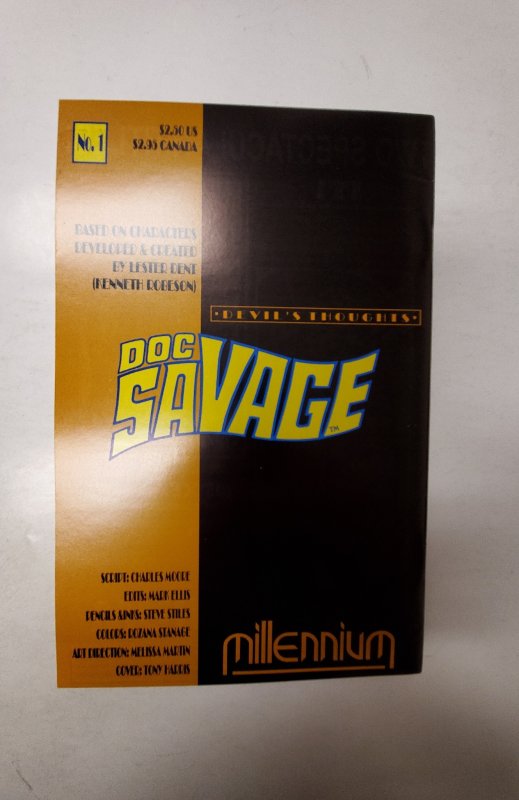 No. 1
$2.50 US
$2.95 CANADA
BASED ON CHARACTERS
DEVELOPED & CREATED
BY LESTER DENT
(KENNETH ROBESON)
·DEVIL'S THOUGHTS·
DOC
SAVAGE
TM
SCRIPT: CHARLES MOORE
EDITS: MARK ELLIS
PENCILS &INKS: STEVE STILES
COLORS: ROZANA STANAGE
ART DIRECTION: MELISSA MARTIN
COVER: TONY HARRIS
millennium